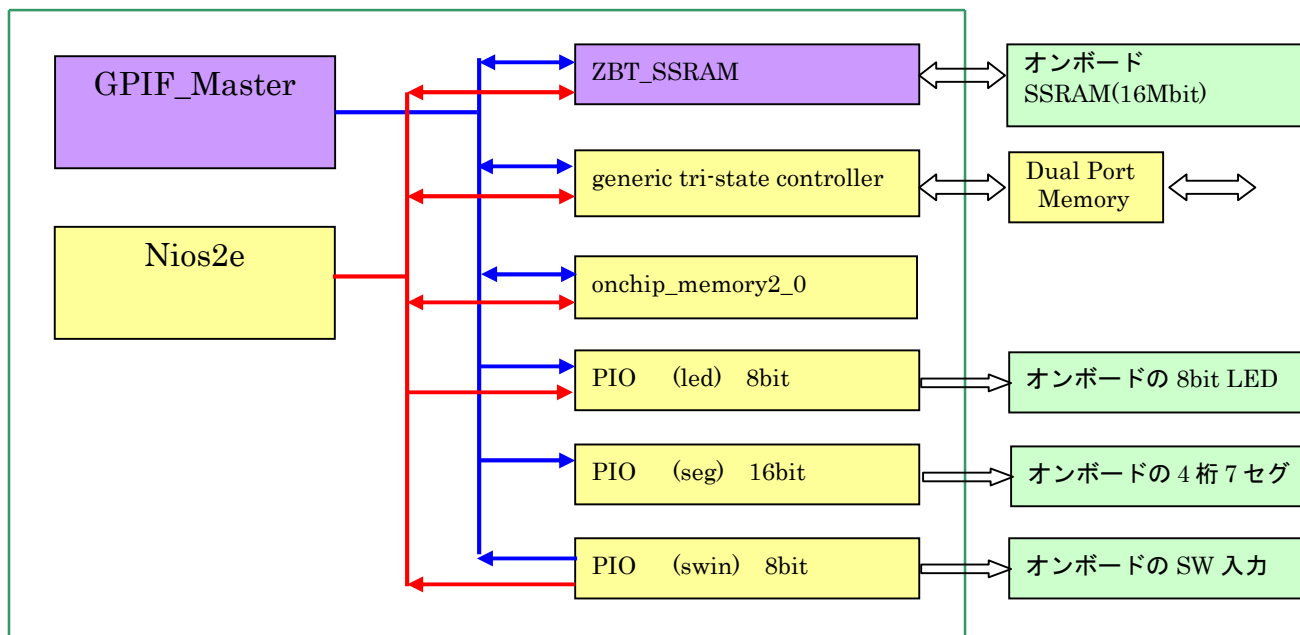 GPIF_Master
ZBT_SSRAM
オンボード
SSRAM(16Mbit)
generic tri-state controller
Dual Port
Memory
Nios2e
onchip_memory2_0
PIO (led) 8bit
オンボードの 8bit LED
PIO (seg) 16bit
オンボードの 4 桁 7 セグ
PIO (swin) 8bit
オンボードの SW 入力